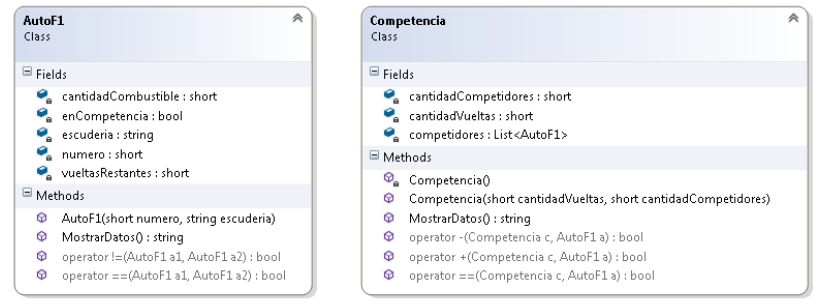 AutoF1
Class
Fields
cantidadCombustible : short
enCompetencia : bool
escuderia : string
numero : short
vueltasRestantes : short
Methods
AutoF1(short numero, string escuderia)
MostrarDatos() : string
operator !=(AutoF1 a1, AutoF1 a2) : bool
operator ==(AutoF1 a1, AutoF1 a2) : bool
Competencia
Class
Fields
cantidadCompetidores : short
cantidadVueltas : short
competidores : List<AutoF1>
Methods
Competencia()
Competencia(short cantidadVueltas, short cantidadCompetidores)
MostrarDatos() : string
operator -(Competencia c, AutoF1 a) : bool
operator +(Competencia c, AutoF1 a) : bool
operator ==(Competencia c, AutoF1 a) : bool